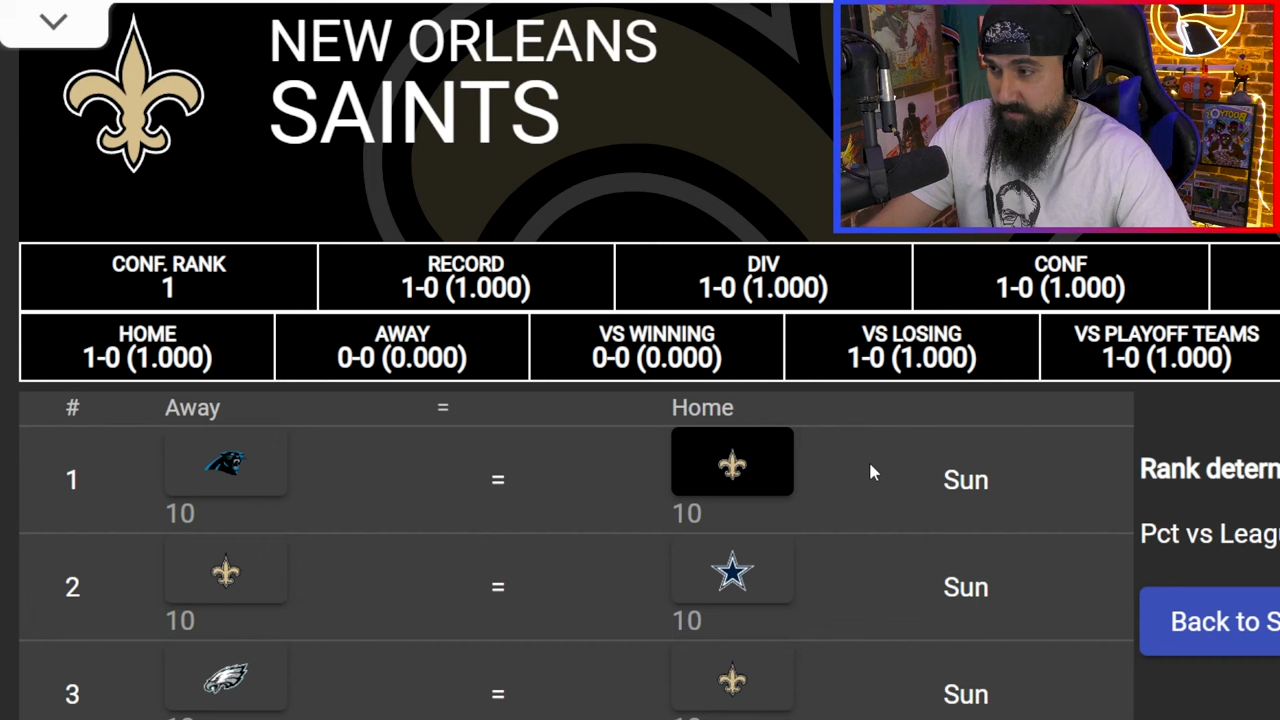 NEW ORLEANS
SAINTS
CONF. RANK
1
RECORD
1-0 (1.000)
DIV
1-0 (1.000)
CONF
1-0 (1.000)
HOME
1-0 (1.000)
AWAY
0-0 (0.000)
VS WINNING
0-0 (0.000)
VS LOSING
1-0 (1.000)
VS PLAYOFF TEAMS
1-0 (1.000)
# Away = Home
1 = Sun
10 10
2 = Sun
10 10
3 = Sun
Rank determ
Pct vs Leag
Back to S